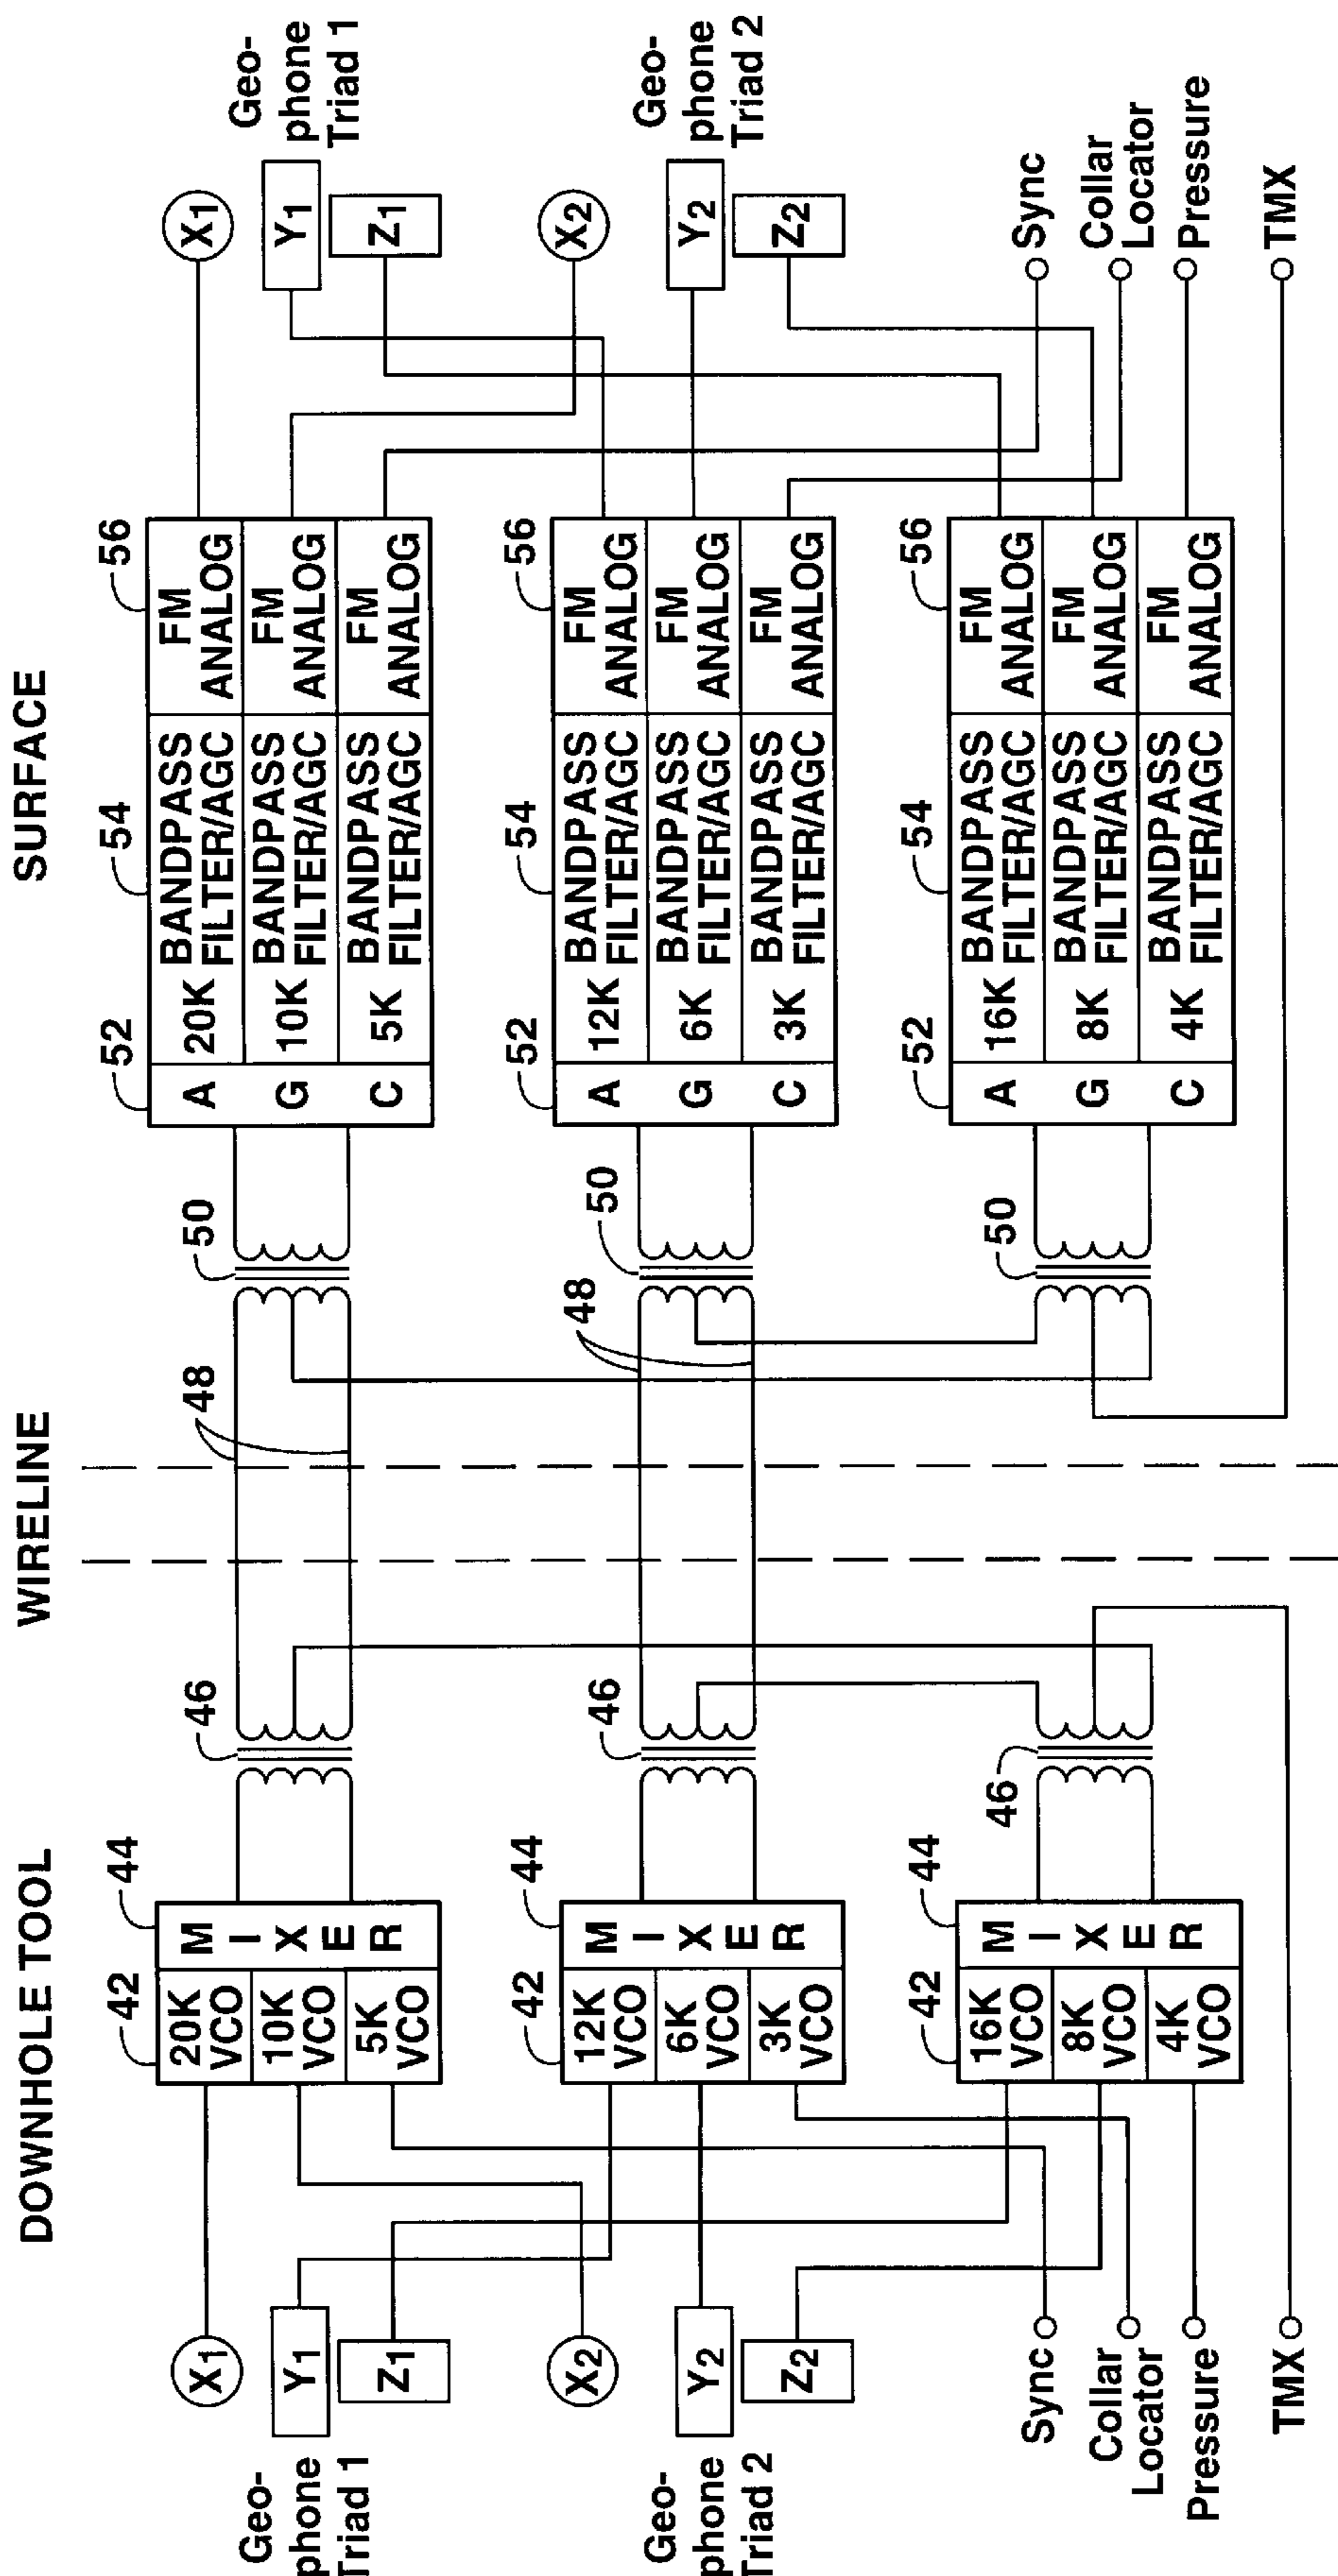 DOWNHOLE TOOL
WIRELINE
SURFACE
Geo-
phone
Triad 1
X1
Y1
Z1
42
44
20K
VCO
10K
VCO
5K
VCO
MIXER
46
48
50
52
54
56
AGC
20K
BANDPASS
FILTER/AGC
FM
ANALOG
10K
BANDPASS
FILTER/AGC
FM
ANALOG
5K
BANDPASS
FILTER/AGC
FM
ANALOG
X1
Y1
Z1
Geo-
phone
Triad 1
Geo-
phone
Triad 2
X2
Y2
Z2
42
44
12K
VCO
6K
VCO
3K
VCO
MIXER
46
48
50
52
54
56
AGC
12K
BANDPASS
FILTER/AGC
FM
ANALOG
6K
BANDPASS
FILTER/AGC
FM
ANALOG
3K
BANDPASS
FILTER/AGC
FM
ANALOG
X2
Y2
Z2
Geo-
phone
Triad 2
Sync
Collar
Locator
Pressure
TMX
42
44
16K
VCO
8K
VCO
4K
VCO
MIXER
46
50
52
54
56
AGC
16K
BANDPASS
FILTER/AGC
FM
ANALOG
8K
BANDPASS
FILTER/AGC
FM
ANALOG
4K
BANDPASS
FILTER/AGC
FM
ANALOG
Sync
Collar
Locator
Pressure
TMX